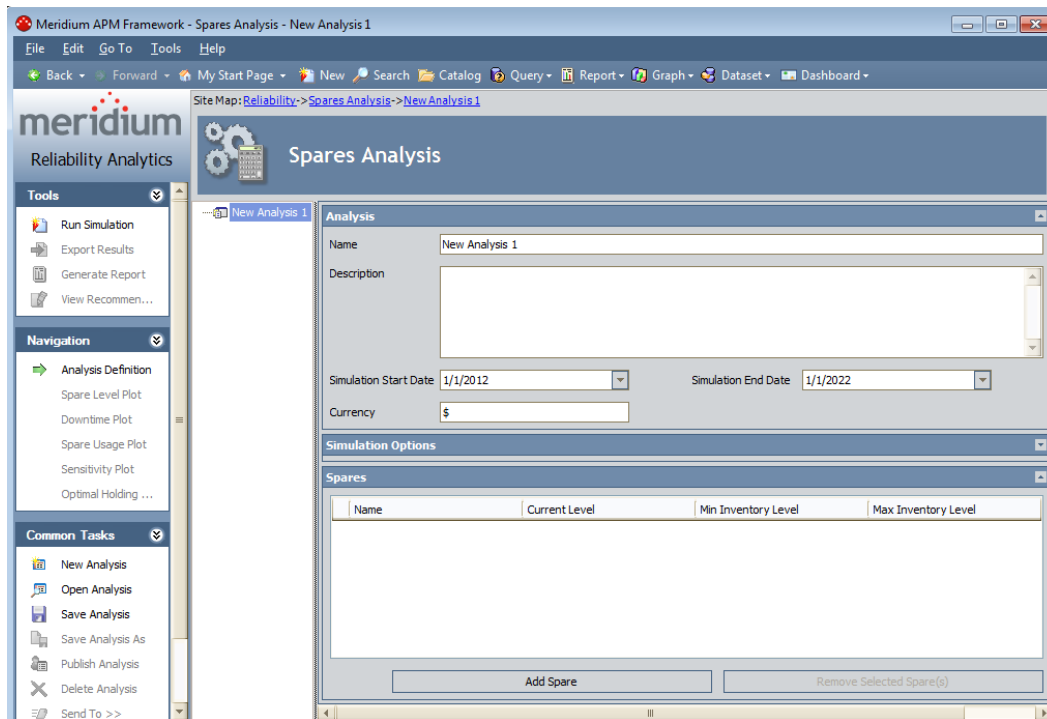 Meridium APM Framework - Spares Analysis - New Analysis 1
File Edit Go To Tools Help
Back Forward My Start Page New Search Catalog Query Report Graph Dataset Dashboard
Site Map: Reliability->Spares Analysis->New Analysis 1
meridium
Reliability Analytics
Spares Analysis
Tools
Run Simulation
Export Results
Generate Report
View Recommen...
Navigation
Analysis Definition
Spare Level Plot
Downtime Plot
Spare Usage Plot
Sensitivity Plot
Optimal Holding ...
Common Tasks
New Analysis
Open Analysis
Save Analysis
Save Analysis As
Publish Analysis
Delete Analysis
Send To >>
New Analysis 1
Analysis
Name New Analysis 1
Description
Simulation Start Date 1/1/2012 Simulation End Date 1/1/2022
Currency $
Simulation Options
Spares
Name Current Level Min Inventory Level Max Inventory Level
Add Spare Remove Selected Spare(s)